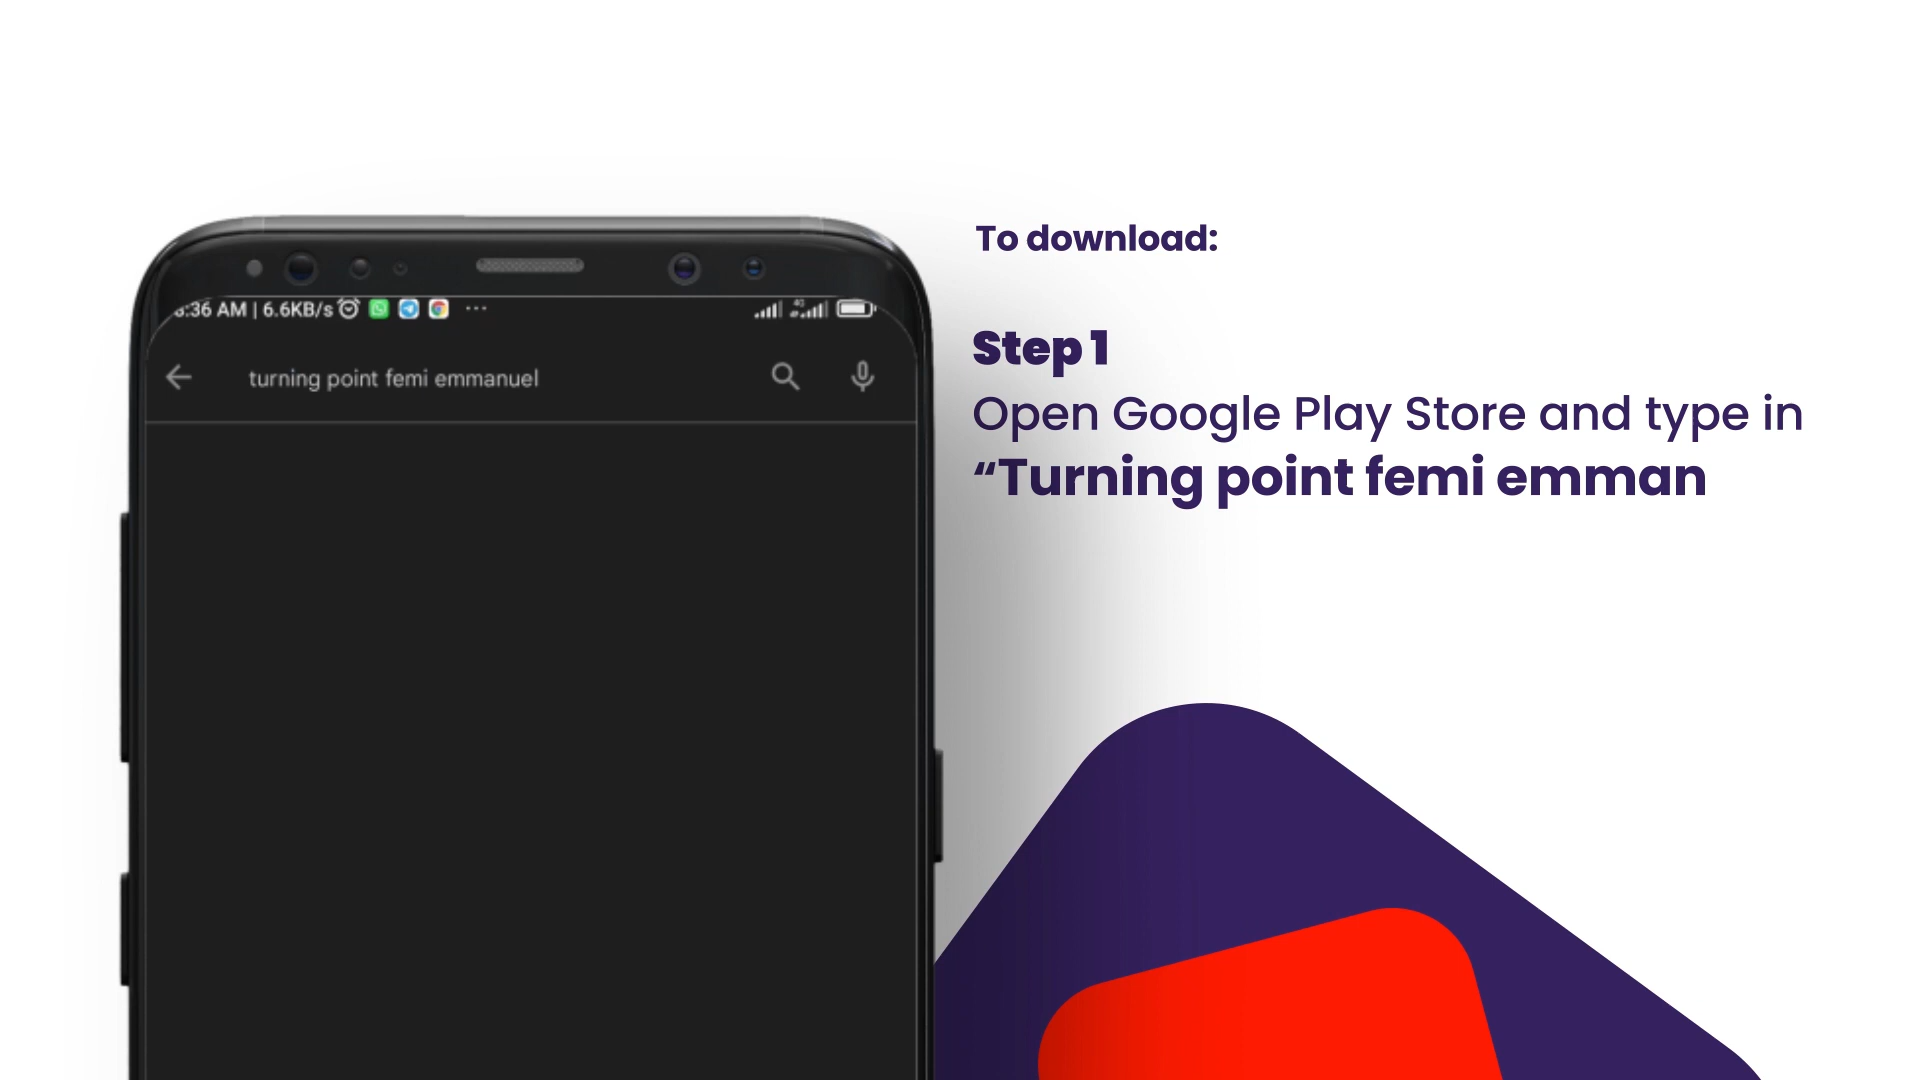 :36 AM | 6.6KB/s
4G
turning point femi emmanuel
To download:
Step 1
Open Google Play Store and type in
“Turning point femi emman